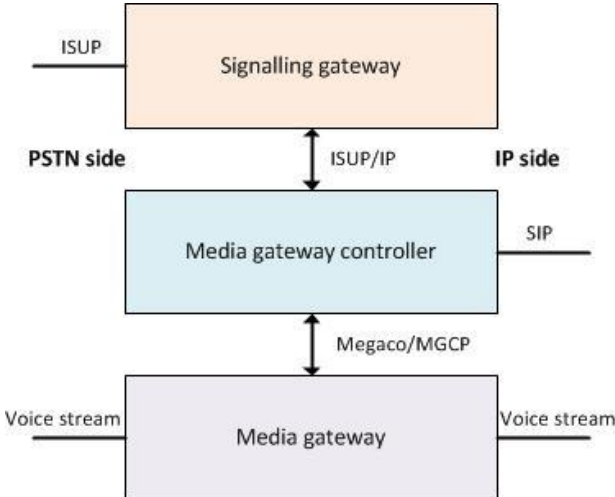 ISUP
Signalling gateway
PSTN side
ISUP/IP
IP side
Media gateway controller
SIP
Megaco/MGCP
Voice stream
Media gateway
Voice stream